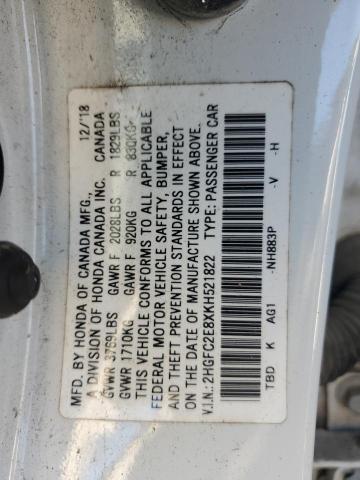 MFD. BY HONDA OF CANADA MFG., 12/'18
A DIVISION OF HONDA CANADA INC. CANADA
GVWR 3769LBS GAWR F 2028LBS R 1829LBS
GVWR 1710KG GAWR F 920KG R 830KG
THIS VEHICLE CONFORMS TO ALL APPLICABLE
FEDERAL MOTOR VEHICLE SAFETY, BUMPER,
AND THEFT PREVENTION STANDARDS IN EFFECT
ON THE DATE OF MANUFACTURE SHOWN ABOVE.
V.I.N.:2HGFC2E8XKH521822 TYPE: PASSENGER CAR
TBD K AG1 -NH883P -V -H